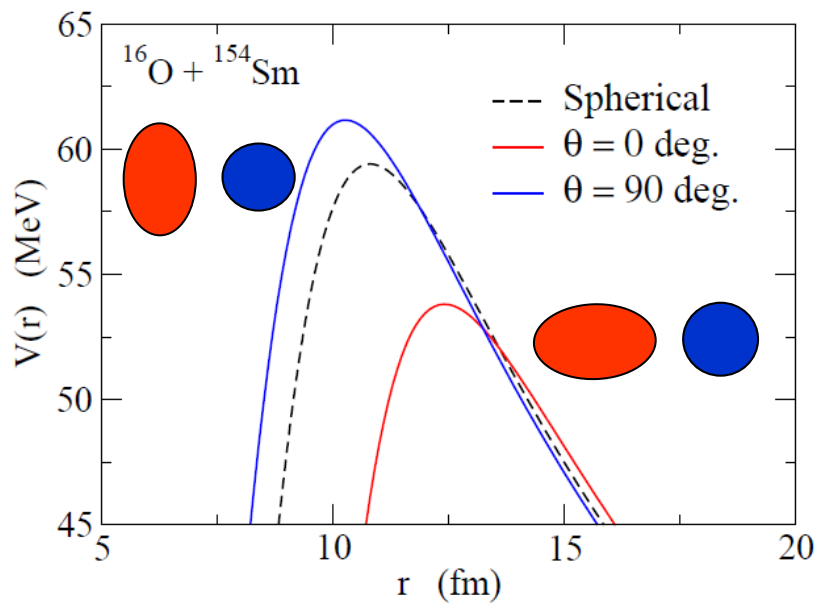 65
60
55
50
45
V(r) (MeV)
¹⁶O + ¹⁵⁴Sm
Spherical
θ = 0 deg.
θ = 90 deg.
5 10 15 20
r (fm)